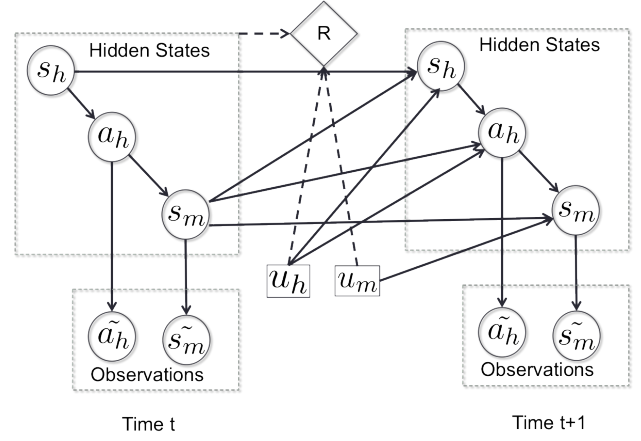 R
Hidden States
Hidden States
s_h
s_h
a_h
a_h
s_m
s_m
u_h
u_m
ã_h
s̃_m
ã_h
s̃_m
Observations
Observations
Time t
Time t+1